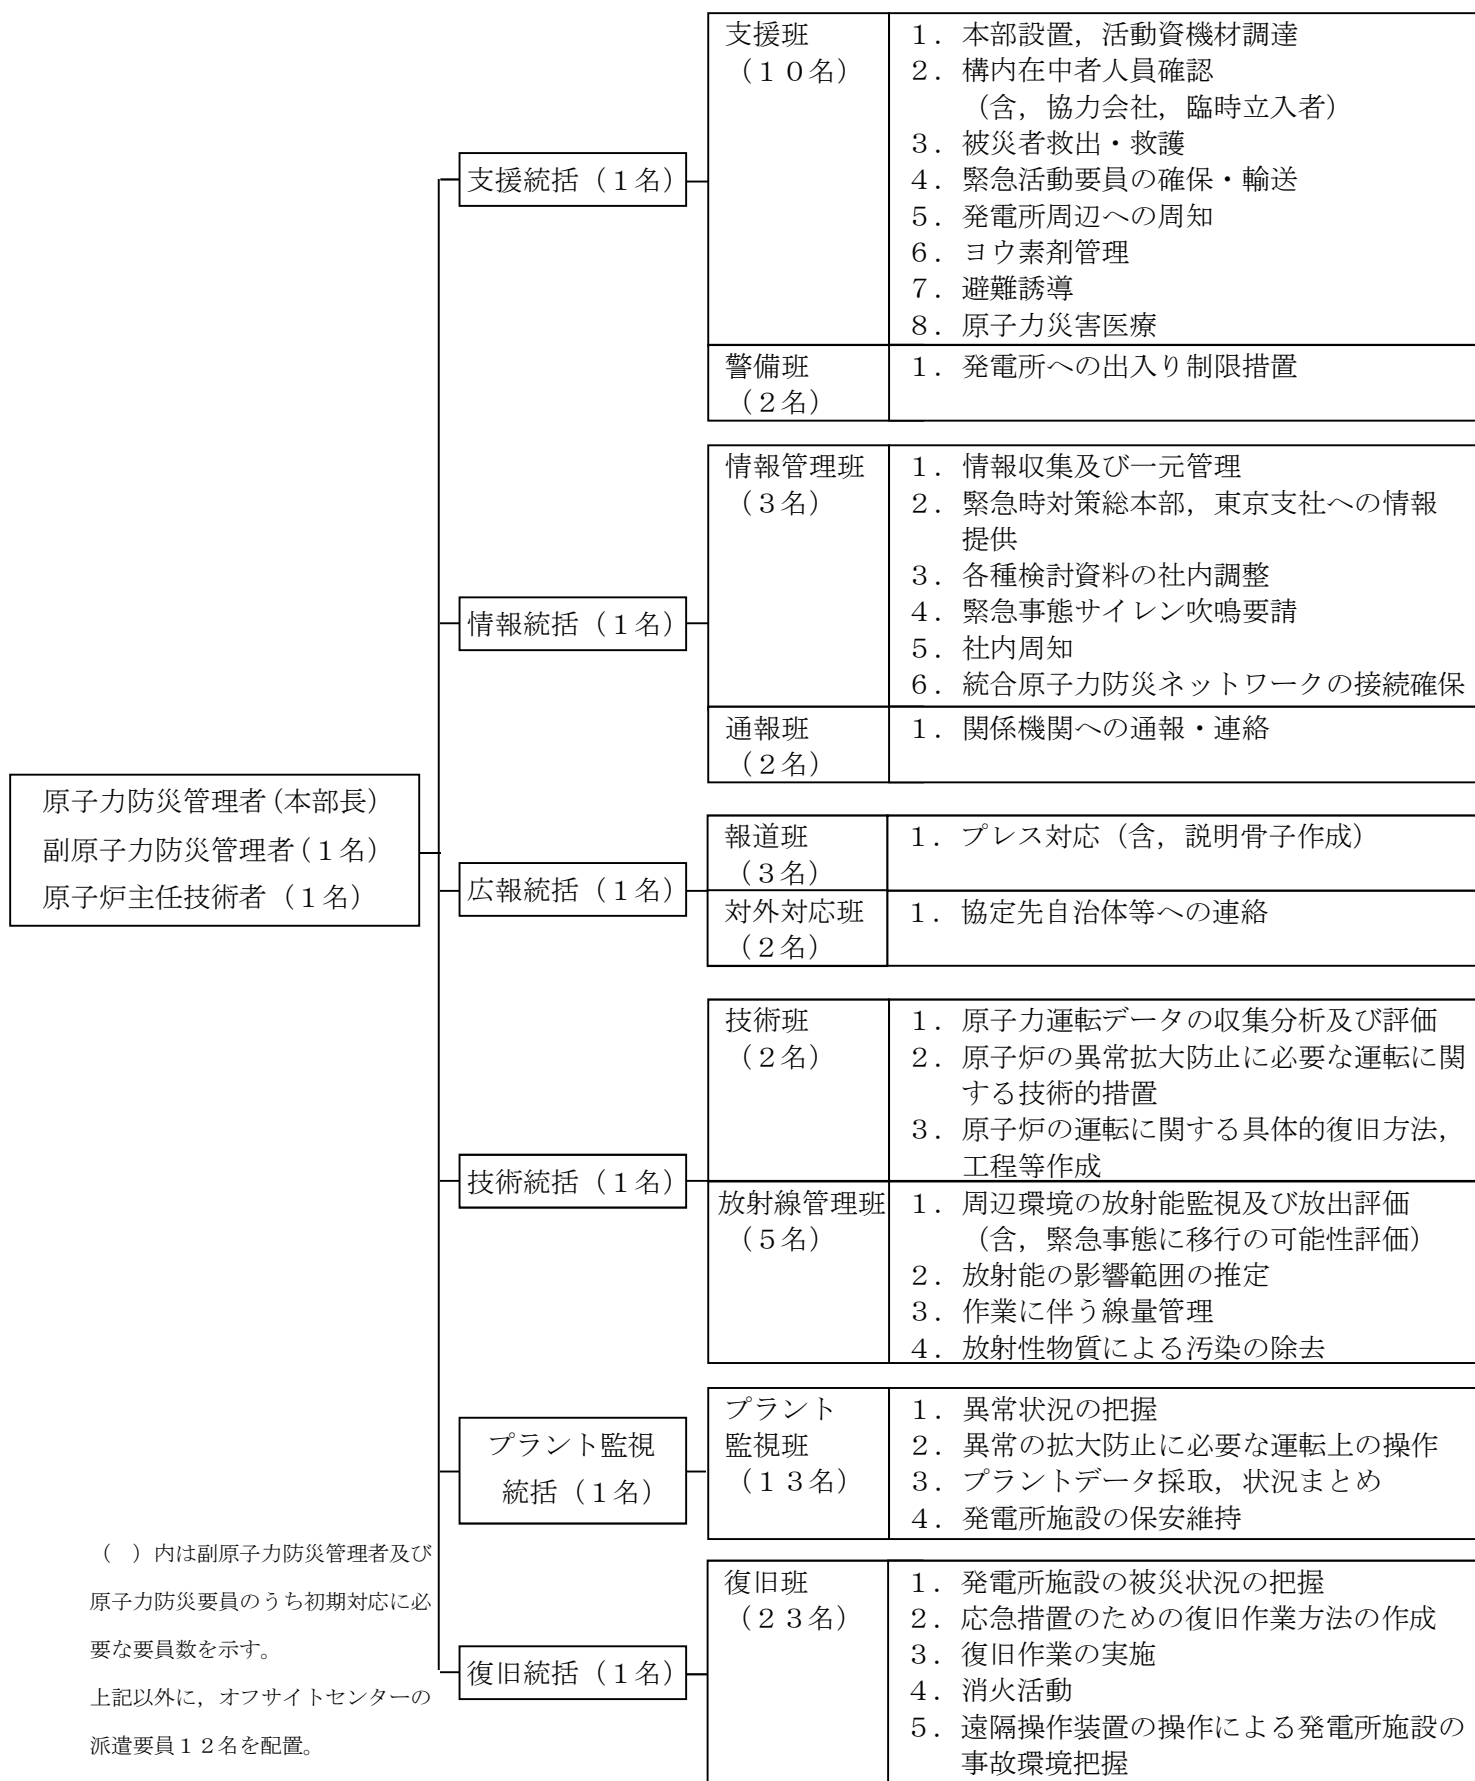 支援班
（１０名）
１．本部設置，活動資機材調達
２．構内在中者人員確認
（含，協力会社，臨時立入者）
３．被災者救出・救護
４．緊急活動要員の確保・輸送
５．発電所周辺への周知
６．ヨウ素剤管理
７．避難誘導
８．原子力災害医療
支援統括（１名）
警備班
（２名）
１．発電所への出入り制限措置
情報管理班
（３名）
１．情報収集及び一元管理
２．緊急時対策総本部，東京支社への情報
提供
３．各種検討資料の社内調整
４．緊急事態サイレン吹鳴要請
５．社内周知
６．統合原子力防災ネットワークの接続確保
情報統括（１名）
通報班
（２名）
１．関係機関への通報・連絡
原子力防災管理者(本部長)
副原子力防災管理者(１名)
原子炉主任技術者（１名）
広報統括（１名）
報道班
（３名）
１．プレス対応（含，説明骨子作成）
対外対応班
（２名）
１．協定先自治体等への連絡
技術班
（２名）
１．原子力運転データの収集分析及び評価
２．原子炉の異常拡大防止に必要な運転に関
する技術的措置
３．原子炉の運転に関する具体的復旧方法，
工程等作成
技術統括（１名）
放射線管理班
（５名）
１．周辺環境の放射能監視及び放出評価
（含，緊急事態に移行の可能性評価）
２．放射能の影響範囲の推定
３．作業に伴う線量管理
４．放射性物質による汚染の除去
プラント監視
統括（１名）
プラント
監視班
（１３名）
１．異常状況の把握
２．異常の拡大防止に必要な運転上の操作
３．プラントデータ採取，状況まとめ
４．発電所施設の保安維持
復旧統括（１名）
復旧班
（２３名）
１．発電所施設の被災状況の把握
２．応急措置のための復旧作業方法の作成
３．復旧作業の実施
４．消火活動
５．遠隔操作装置の操作による発電所施設の
事故環境把握
（　）内は副原子力防災管理者及び
原子力防災要員のうち初期対応に必
要な要員数を示す。
上記以外に，オフサイトセンターの
派遣要員１２名を配置。